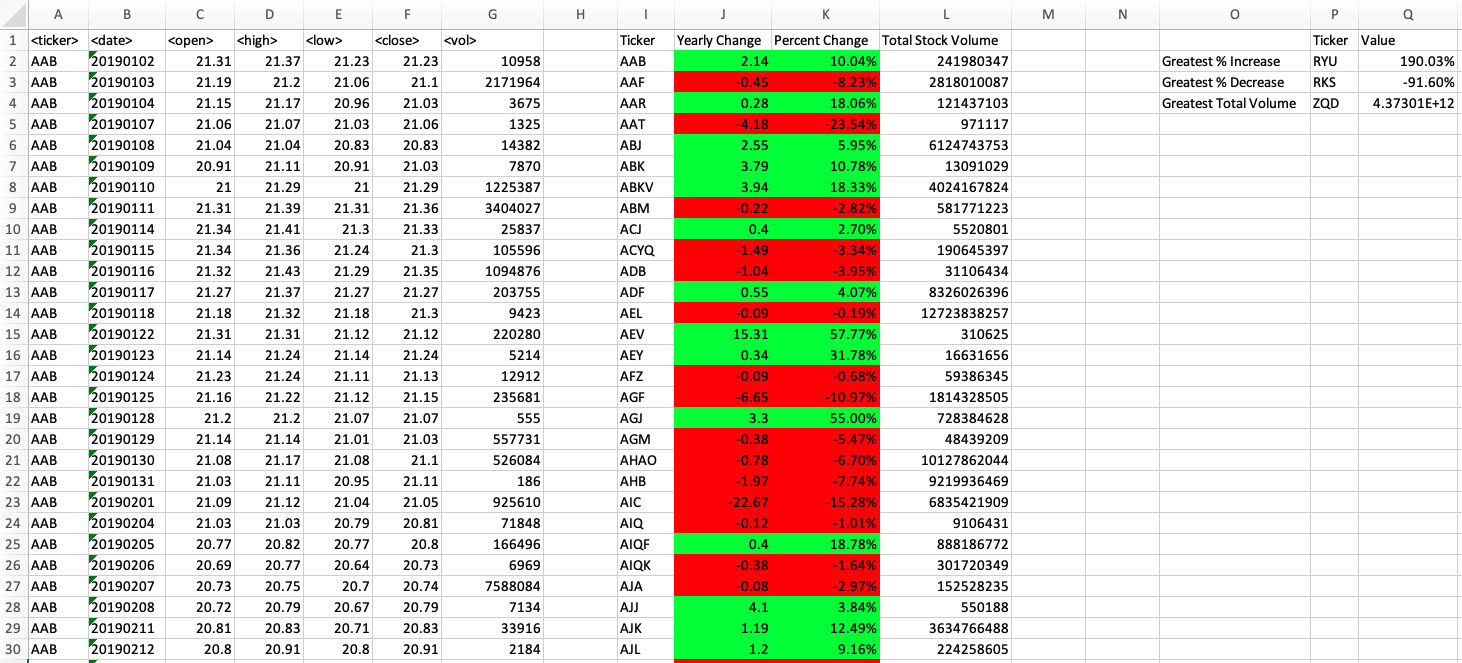 A B C D E F G H I J K L M N O P Q
1 <ticker> <date> <open> <high> <low> <close> <vol> Ticker Yearly Change Percent Change Total Stock Volume Ticker Value
2 AAB 20190102 21.31 21.37 21.23 21.23 10958 AAB 2.14 10.04% 241980347 Greatest % Increase RYU 190.03%
3 AAB 20190103 21.19 21.2 21.06 21.1 2171964 AAF -0.45 -8.23% 2818010087 Greatest % Decrease RKS -91.60%
4 AAB 20190104 21.15 21.17 20.96 21.03 3675 AAR 0.28 18.06% 121437103 Greatest Total Volume ZQD 4.37301E+12
5 AAB 20190107 21.06 21.07 21.03 21.06 1325 AAT -4.18 -23.54% 971117
6 AAB 20190108 21.04 21.04 20.83 20.83 14382 ABJ 2.55 5.95% 6124743753
7 AAB 20190109 20.91 21.11 20.91 21.03 7870 ABK 3.79 10.78% 13091029
8 AAB 20190110 21 21.29 21 21.29 1225387 ABKV 3.94 18.33% 4024167824
9 AAB 20190111 21.31 21.39 21.31 21.36 3404027 ABM -0.22 -2.82% 581771223
10 AAB 20190114 21.34 21.41 21.3 21.33 25837 ACJ 0.4 2.70% 5520801
11 AAB 20190115 21.34 21.36 21.24 21.3 105596 ACYQ -1.49 -3.34% 190645397
12 AAB 20190116 21.32 21.43 21.29 21.35 1094876 ADB -1.04 -3.95% 31106434
13 AAB 20190117 21.27 21.37 21.27 21.27 203755 ADF 0.55 4.07% 8326026396
14 AAB 20190118 21.18 21.32 21.18 21.3 9423 AEL -0.09 -0.19% 12723838257
15 AAB 20190122 21.31 21.31 21.12 21.12 220280 AEV 15.31 57.77% 310625
16 AAB 20190123 21.14 21.24 21.14 21.24 5214 AEY 0.34 31.78% 16631656
17 AAB 20190124 21.23 21.24 21.11 21.13 12912 AFZ -0.09 -0.68% 59386345
18 AAB 20190125 21.16 21.22 21.12 21.15 235681 AGF -6.65 -10.97% 1814328505
19 AAB 20190128 21.2 21.2 21.07 21.07 555 AGJ 3.3 55.00% 728384628
20 AAB 20190129 21.14 21.14 21.01 21.03 557731 AGM -0.38 -5.47% 48439209
21 AAB 20190130 21.08 21.17 21.08 21.1 526084 AHAO -0.78 -6.70% 10127862044
22 AAB 20190131 21.03 21.11 20.95 21.11 186 AHB -1.97 -7.74% 9219936469
23 AAB 20190201 21.09 21.12 21.04 21.05 925610 AIC -22.67 -15.28% 6835421909
24 AAB 20190204 21.03 21.03 20.79 20.81 71848 AIQ -0.12 -1.01% 9106431
25 AAB 20190205 20.77 20.82 20.77 20.8 166496 AIQF 0.4 18.78% 888186772
26 AAB 20190206 20.69 20.77 20.64 20.73 6969 AIQK -0.38 -1.64% 301720349
27 AAB 20190207 20.73 20.75 20.7 20.74 7588084 AJA -0.08 -2.97% 152528235
28 AAB 20190208 20.72 20.79 20.67 20.79 7134 AJJ 4.1 3.84% 550188
29 AAB 20190211 20.81 20.83 20.71 20.83 33916 AJK 1.19 12.49% 3634766488
30 AAB 20190212 20.8 20.91 20.8 20.91 2184 AJL 1.2 9.16% 224258605